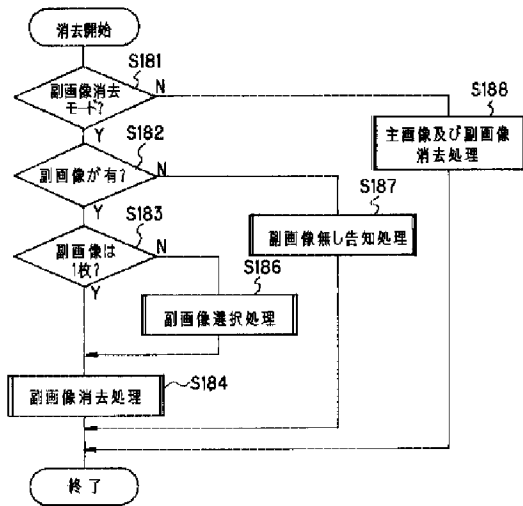 消去開始
S181
副画像消去
モード?
N
Y
S188
主画像及び副画像
消去処理
S182
副画像が有?
N
Y
S187
副画像無し告知処理
S183
副画像は
1枚?
N
Y
S186
副画像選択処理
S184
副画像消去処理
終了